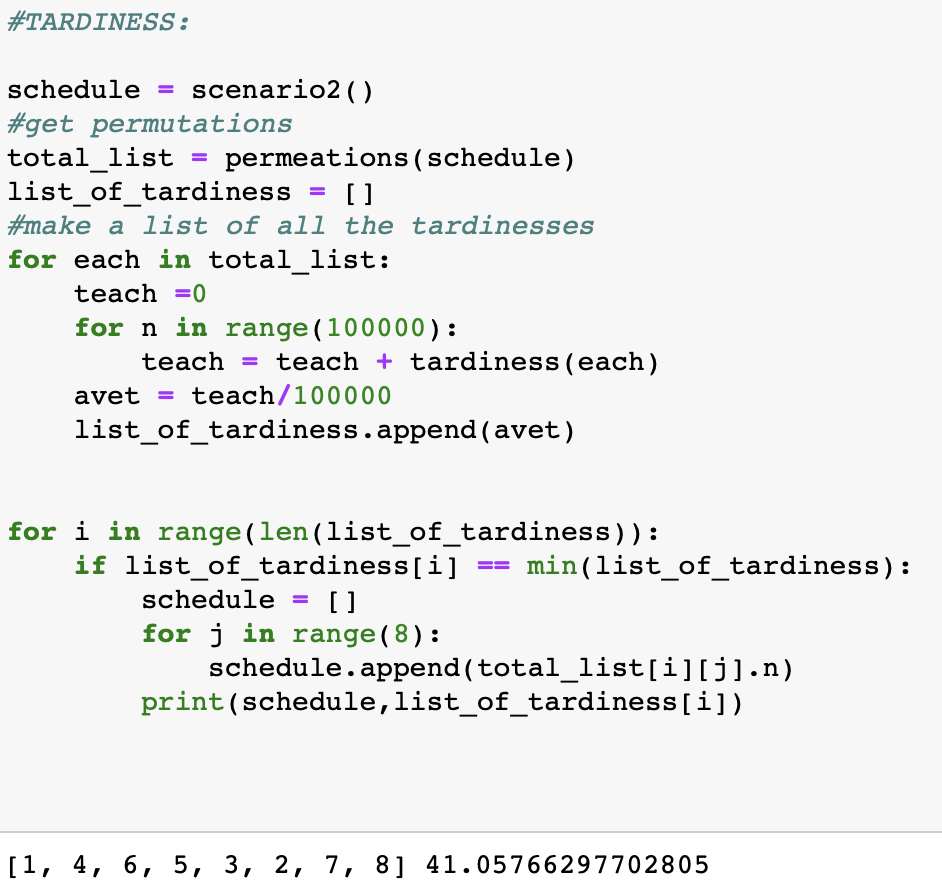 #TARDINESS:
schedule = scenario2()
#get permutations
total_list = permeations(schedule)
list_of_tardiness = []
#make a list of all the tardinesses
for each in total_list:
    teach =0
    for n in range(100000):
        teach = teach + tardiness(each)
    avet = teach/100000
    list_of_tardiness.append(avet)
for i in range(len(list_of_tardiness)):
    if list_of_tardiness[i] == min(list_of_tardiness):
        schedule = []
        for j in range(8):
            schedule.append(total_list[i][j].n)
        print(schedule,list_of_tardiness[i])
[1, 4, 6, 5, 3, 2, 7, 8] 41.05766297702805